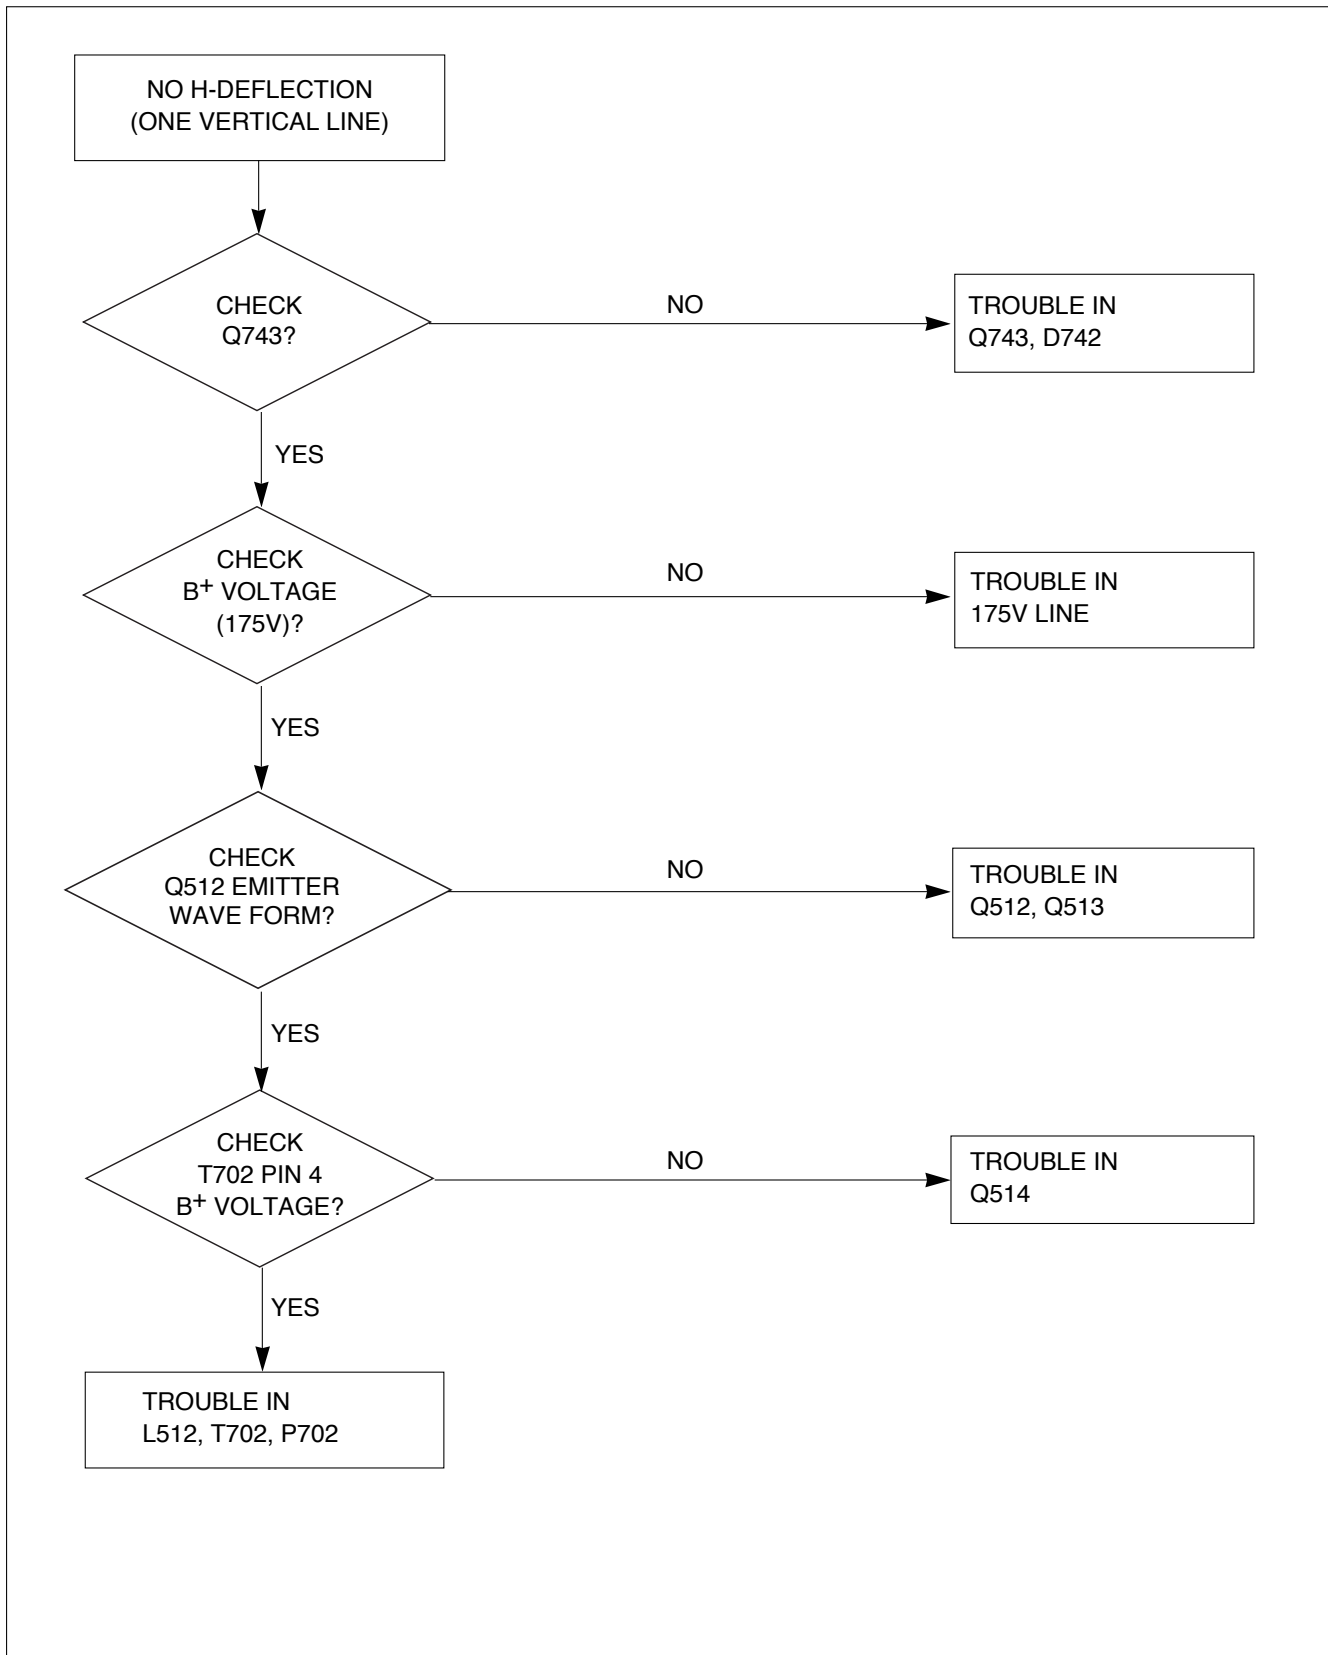 NO H-DEFLECTION
(ONE VERTICAL LINE)
CHECK
Q743?
NO
TROUBLE IN
Q743, D742
YES
CHECK
B+ VOLTAGE
(175V)?
NO
TROUBLE IN
175V LINE
YES
CHECK
Q512 EMITTER
WAVE FORM?
NO
TROUBLE IN
Q512, Q513
YES
CHECK
T702 PIN 4
B+ VOLTAGE?
NO
TROUBLE IN
Q514
YES
TROUBLE IN
L512, T702, P702